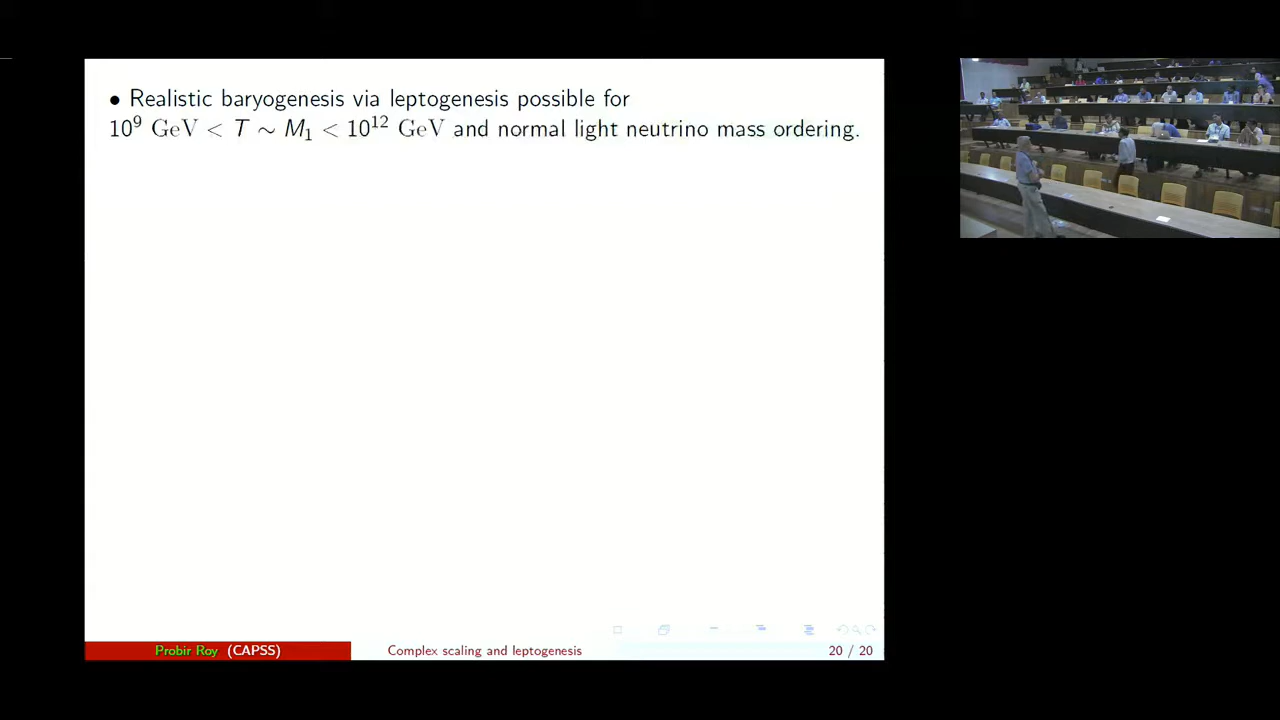 • Realistic baryogenesis via leptogenesis possible for
10⁹ GeV < T ∼ M₁ < 10¹² GeV and normal light neutrino mass ordering.
Probir Roy (CAPSS) Complex scaling and leptogenesis 20 / 20